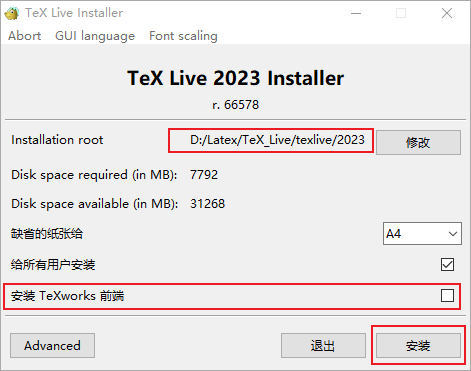 TeX Live Installer
Abort GUI language Font scaling
TeX Live 2023 Installer
r. 66578
Installation root D:/Latex/TeX_Live/texlive/2023 修改
Disk space required (in MB): 7792
Disk space available (in MB): 31268
缺省的纸张给 A4
给所有用户安装
安装 TeXworks 前端
Advanced 退出 安装